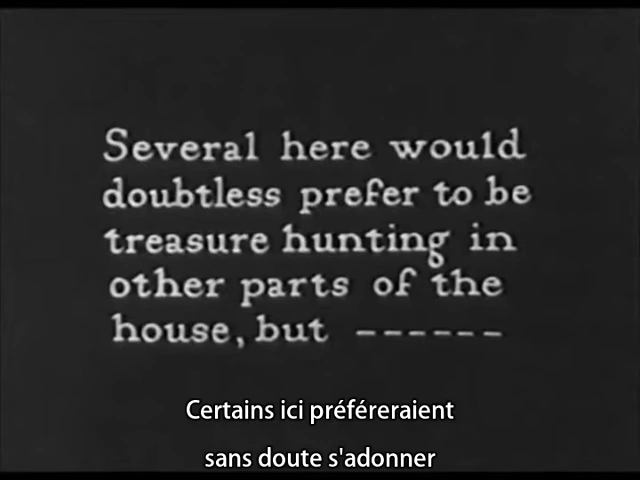 Several here would
doubtless prefer to be
treasure hunting in
other parts of the
house, but ------
Certains ici préféreraient
sans doute s'adonner